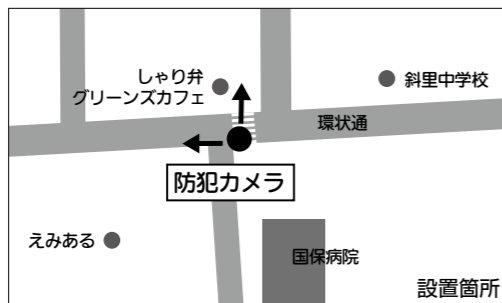 しゃり弁
グリーンズカフェ
斜里中学校
環状通
防犯カメラ
えみある
国保病院
設置箇所